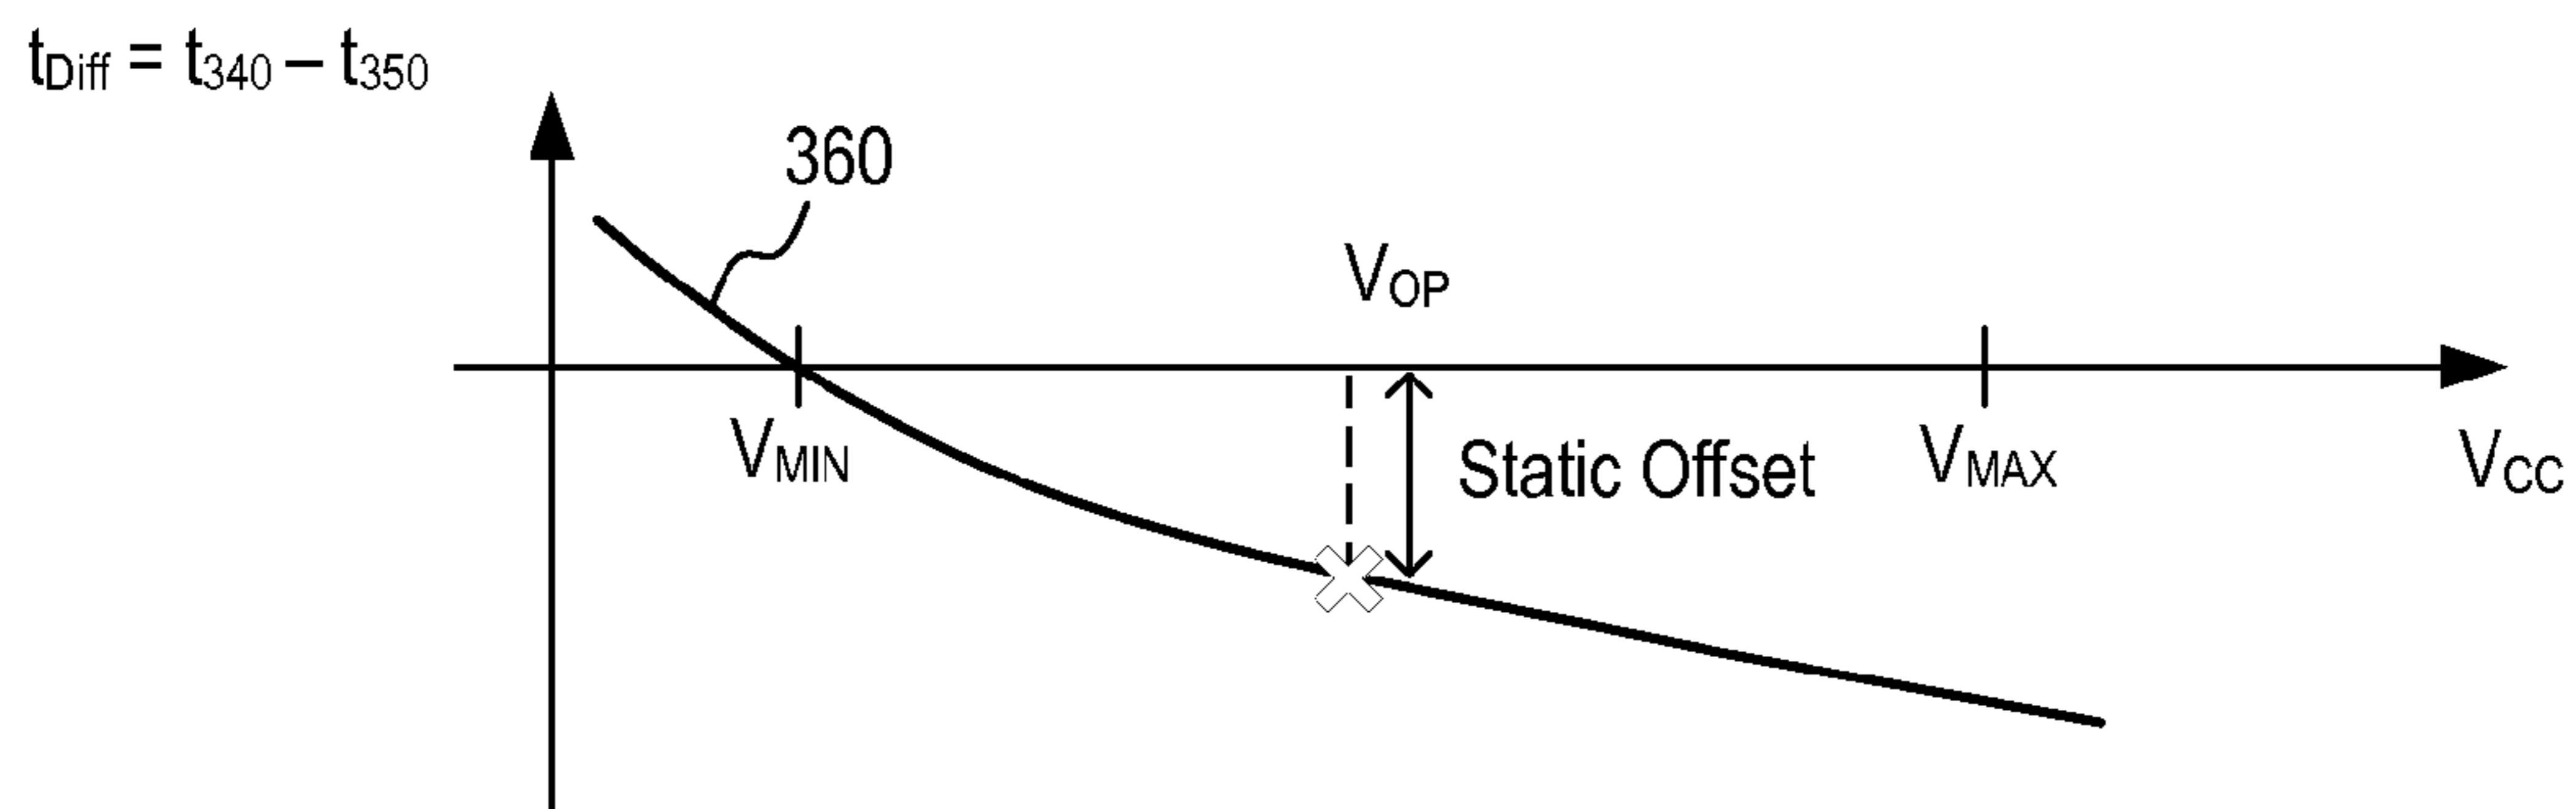 tDiff = t340 – t350
360
VOP
VMIN
Static Offset
VMAX
VCC